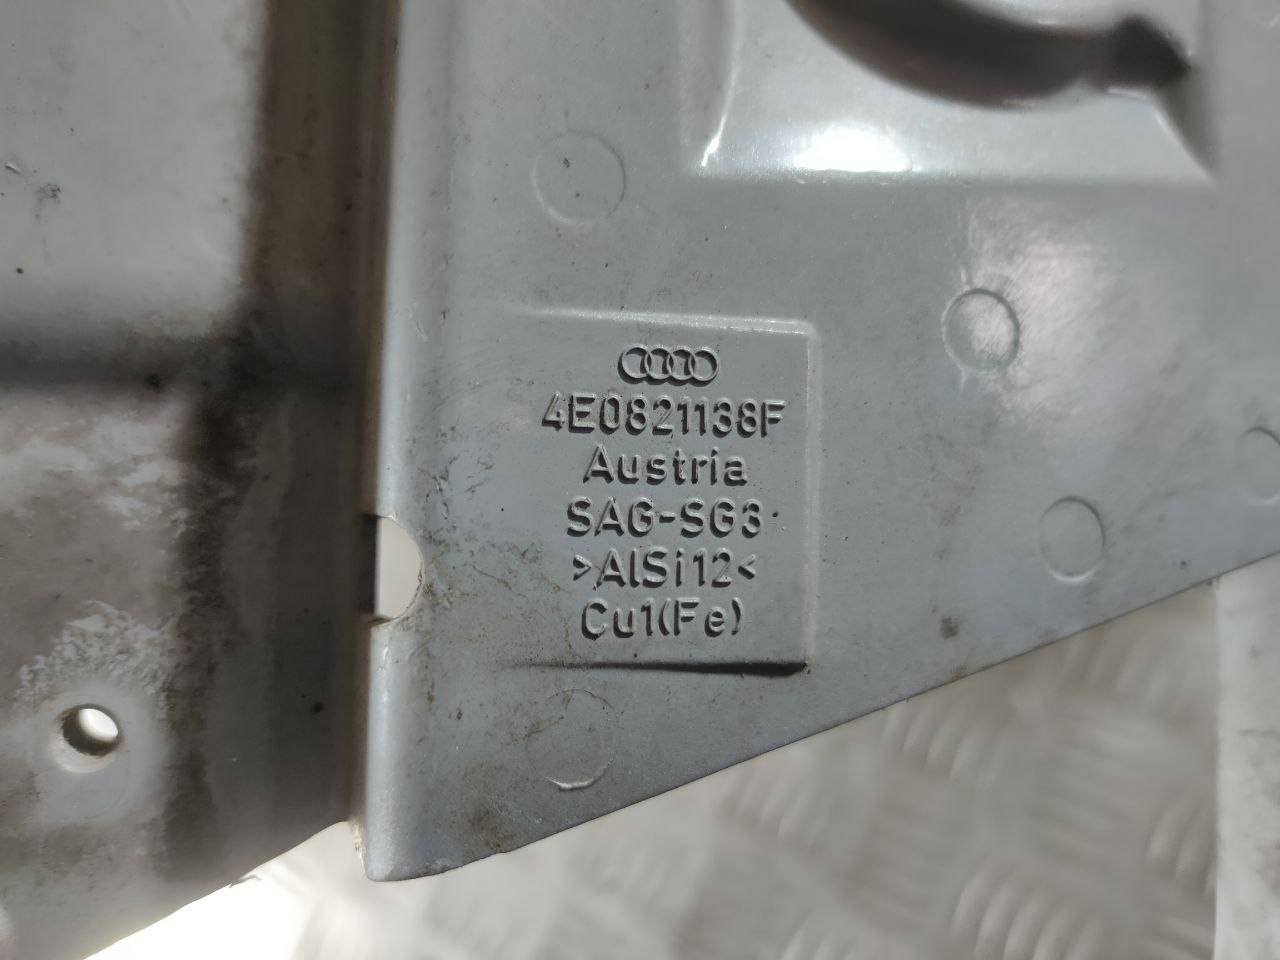 4E0821138F
Austria
SAG-SG3
>AlSi12<
Cu1(Fe)